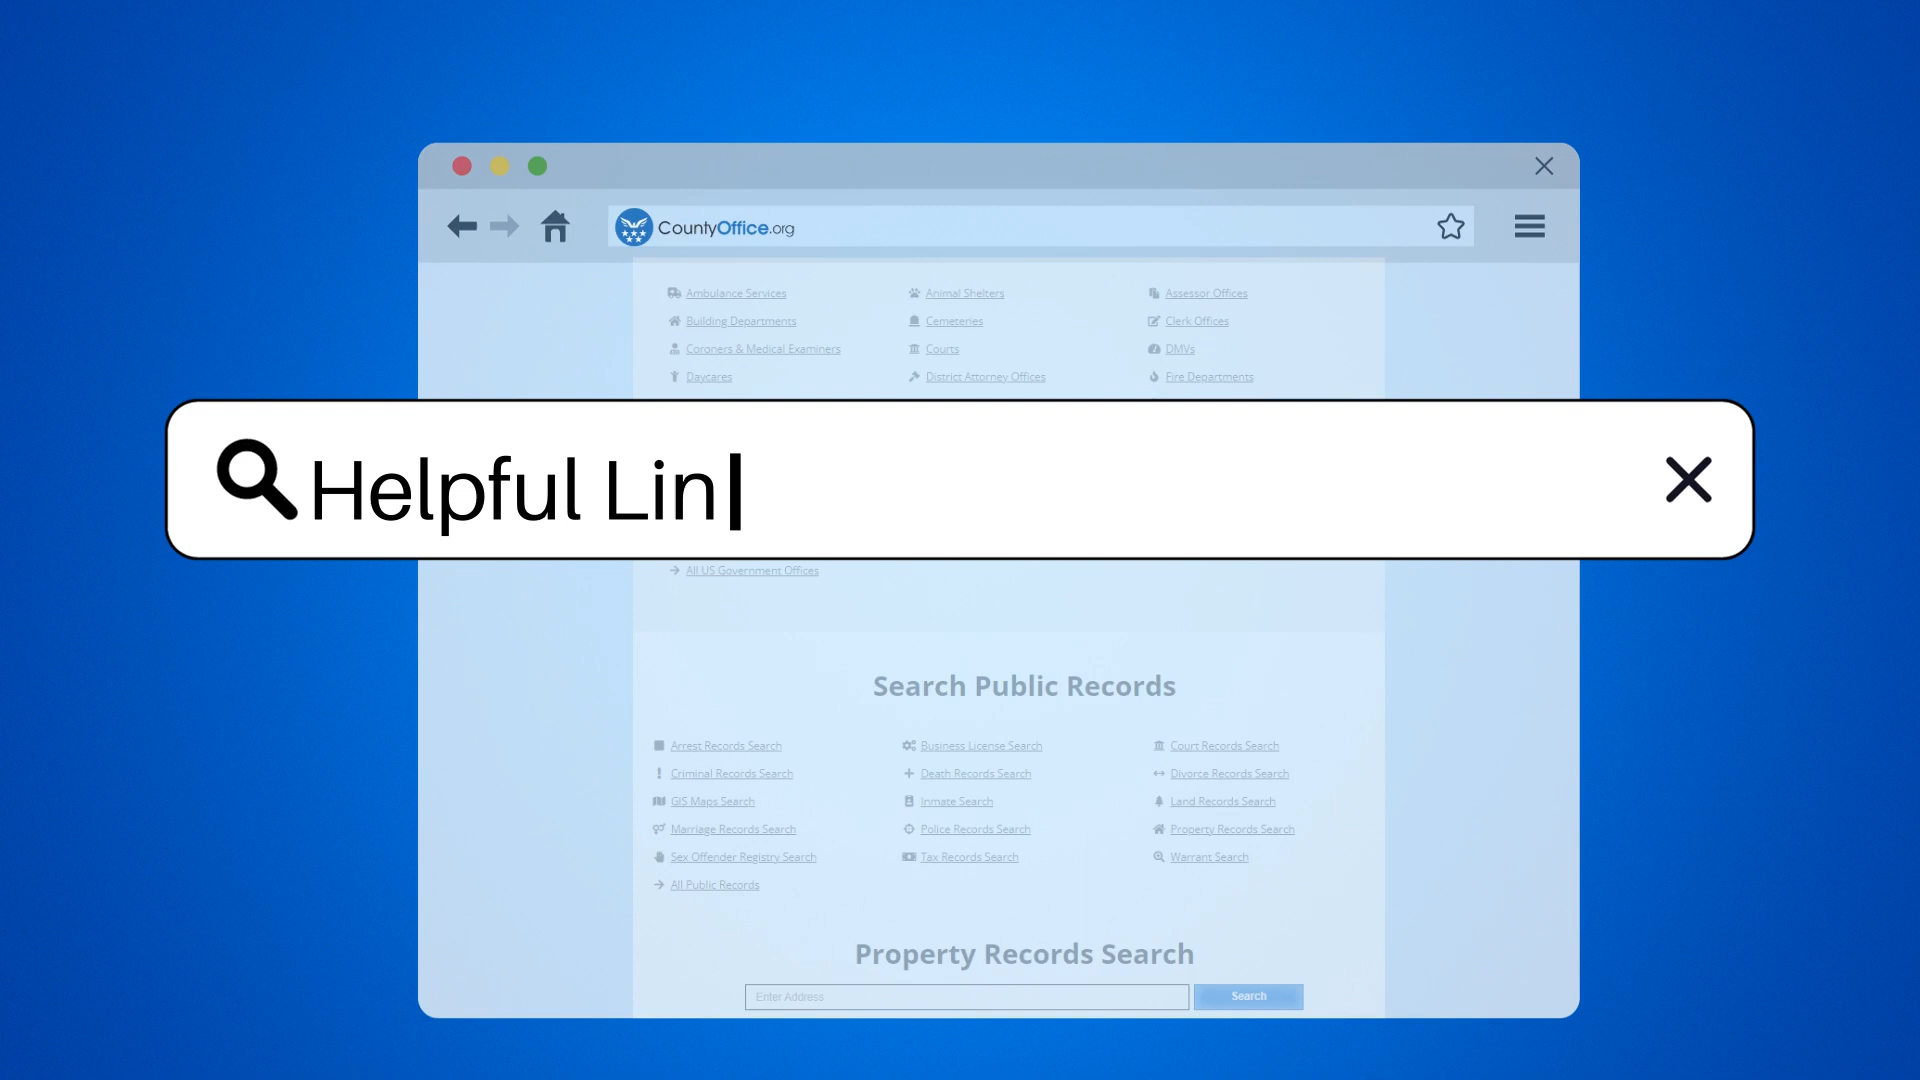 CountyOffice.org
Ambulance Services Animal Shelters Assessor Offices
Building Departments Cemeteries Clerk Offices
Coroners & Medical Examiners Courts DMVs
Daycares District Attorney Offices Fire Departments
Helpful Lin
All US Government Offices
Search Public Records
Arrest Records Search Business License Search Court Records Search
Criminal Records Search Death Records Search Divorce Records Search
GIS Maps Search Inmate Search Land Records Search
Marriage Records Search Police Records Search Property Records Search
Sex Offender Registry Search Tax Records Search Warrant Search
All Public Records
Property Records Search
Enter Address Search